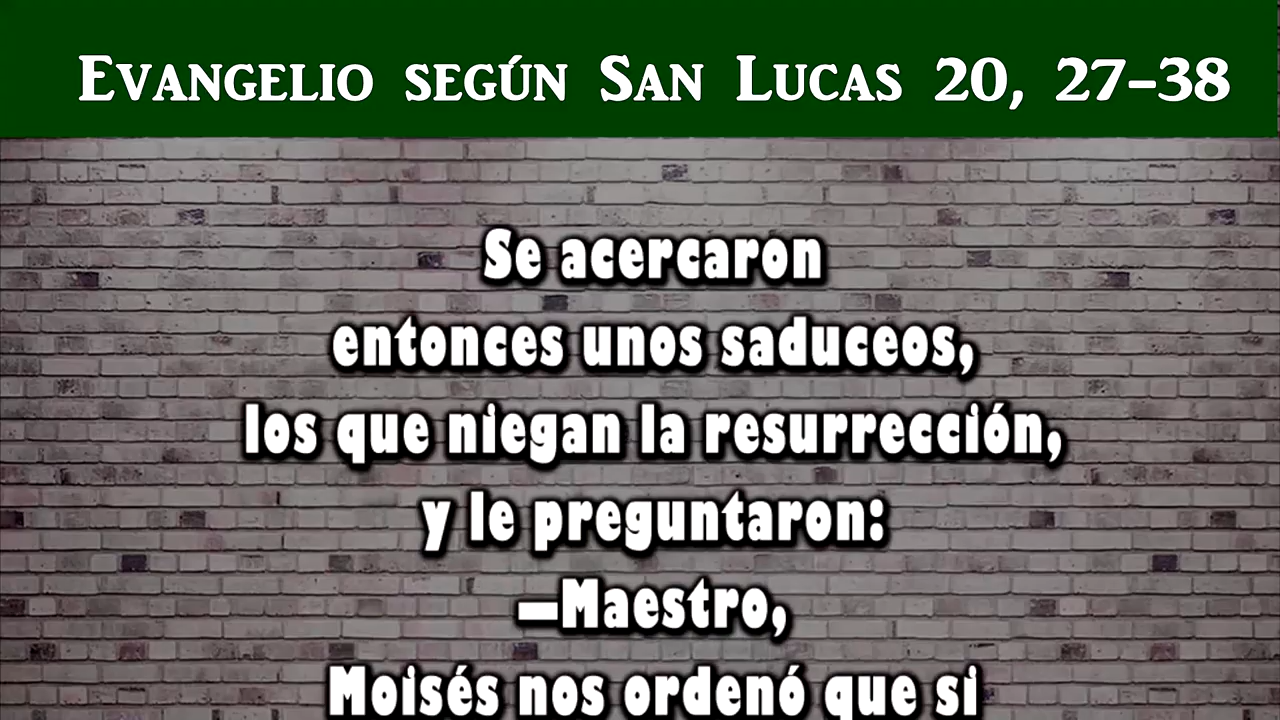 Evangelio según San Lucas 20, 27-38
Se acercaron
entonces unos saduceos,
los que niegan la resurrección,
y le preguntaron:
—Maestro,
Moisés nos ordenó que si